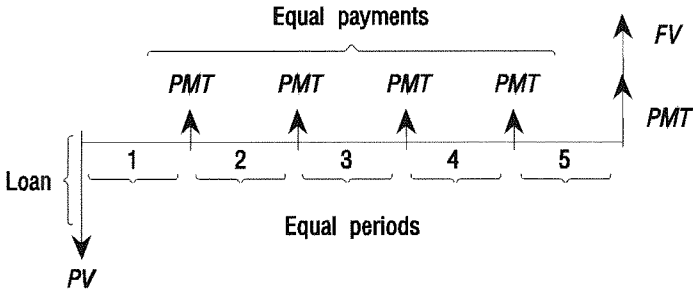 Equal payments
FV
PMT PMT PMT PMT
PMT
1 2 3 4 5
Loan
Equal periods
PV